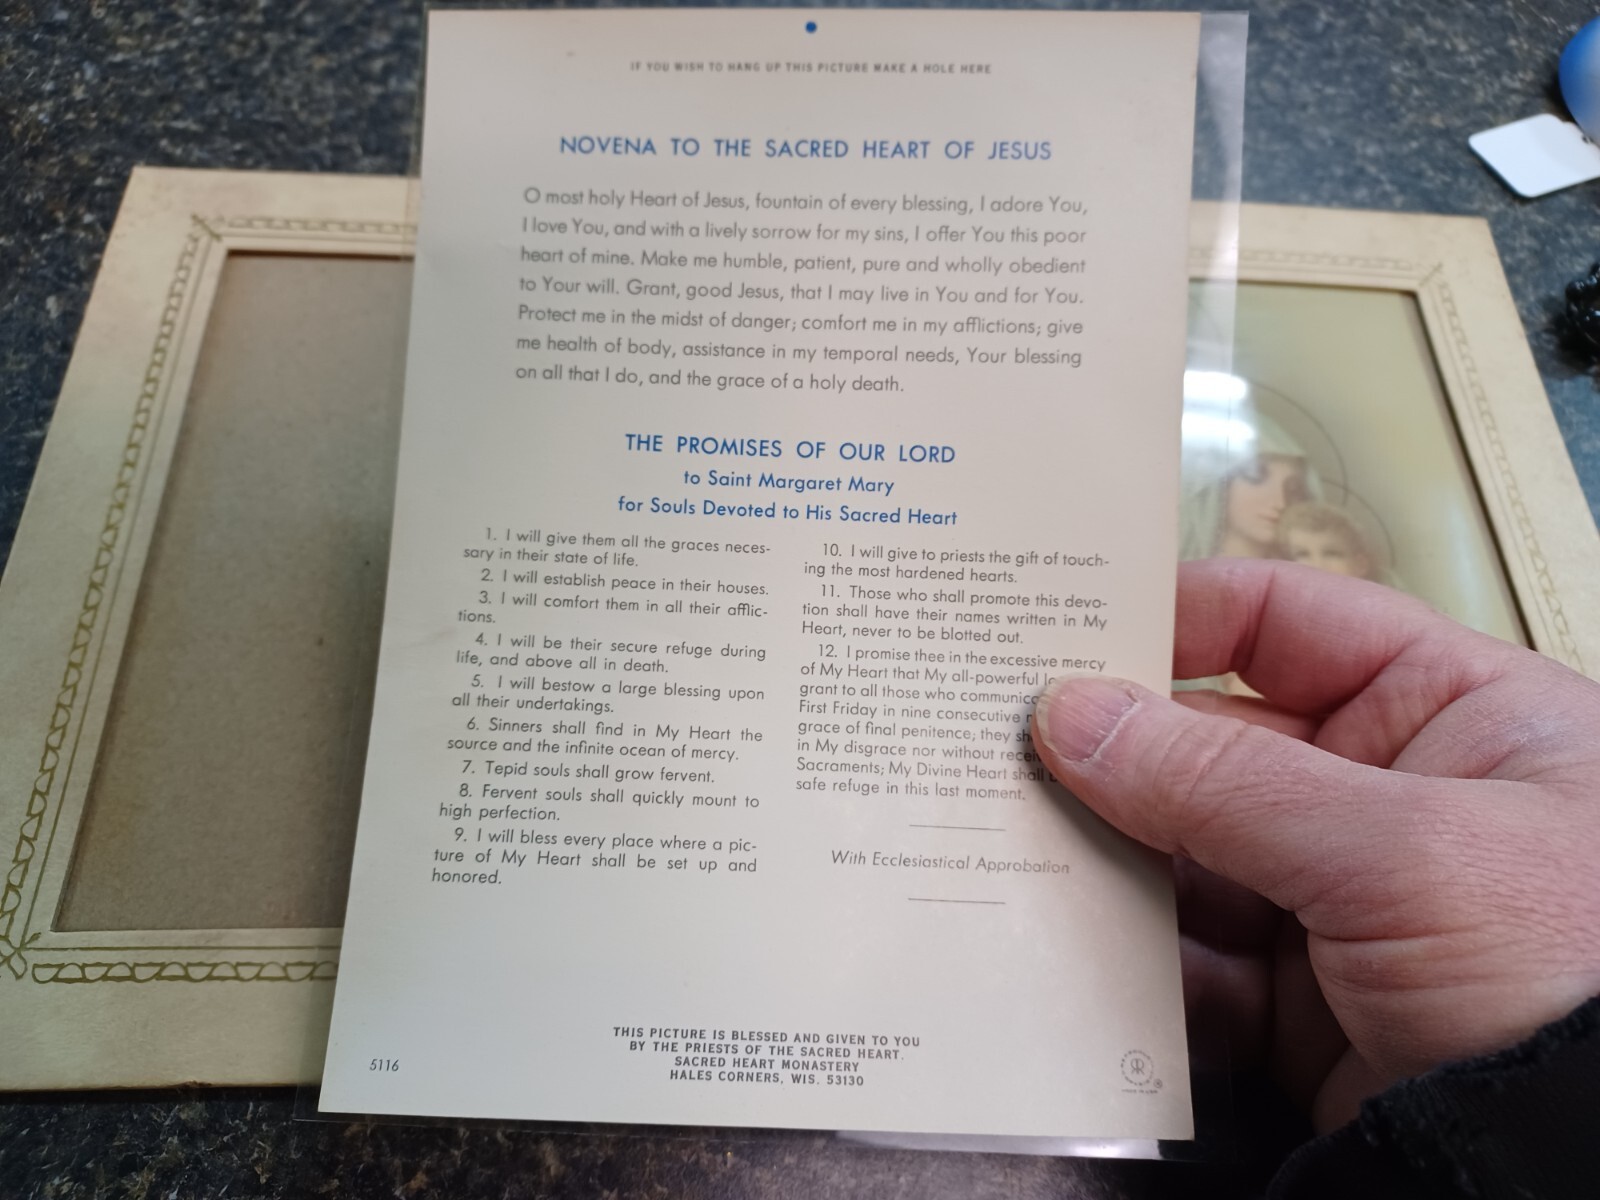 IF YOU WISH TO HANG UP THIS PICTURE MAKE A HOLE HERE
NOVENA TO THE SACRED HEART OF JESUS
O most holy Heart of Jesus, fountain of every blessing, I adore You,
I love You, and with a lively sorrow for my sins, I offer You this poor
heart of mine. Make me humble, patient, pure and wholly obedient
to Your will. Grant, good Jesus, that I may live in You and for You.
Protect me in the midst of danger; comfort me in my afflictions; give
me health of body, assistance in my temporal needs, Your blessing
on all that I do, and the grace of a holy death.
THE PROMISES OF OUR LORD
to Saint Margaret Mary
for Souls Devoted to His Sacred Heart
1. I will give them all the graces neces-
sary in their state of life.
2. I will establish peace in their houses.
3. I will comfort them in all their afflic-
tions.
4. I will be their secure refuge during
life, and above all in death.
5. I will bestow a large blessing upon
all their undertakings.
6. Sinners shall find in My Heart the
source and the infinite ocean of mercy.
7. Tepid souls shall grow fervent.
8. Fervent souls shall quickly mount to
high perfection.
9. I will bless every place where a pic-
ture of My Heart shall be set up and
honored.
10. I will give to priests the gift of touch-
ing the most hardened hearts.
11. Those who shall promote this devo-
tion shall have their names written in My
Heart, never to be blotted out.
12. I promise thee in the excessive mercy
of My Heart that My all-powerful
grant to all those who
First Friday in nine consecutive
grace of final penitence; they
in My disgrace nor without
Sacraments; My Divine Heart shall
safe refuge in this last moment.
With Ecclesiastical Approbation
THIS PICTURE IS BLESSED AND GIVEN TO YOU
BY THE PRIESTS OF THE SACRED HEART.
SACRED HEART MONASTERY
HALES CORNERS, WIS. 53130
5116